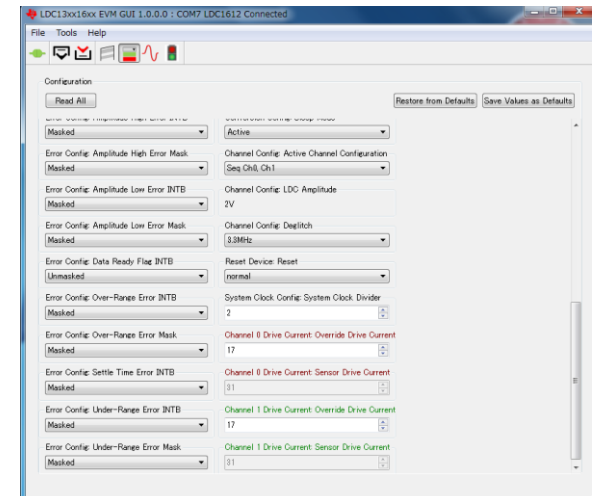 LDC13xx16xx EVM GUI 1.0.0.0 : COM7 LDC1612 Connected
File Tools Help
Configuration
Read All
Restore from Defaults
Save Values as Defaults
Masked
Active
Error Config: Amplitude High Error Mask
Channel Config: Active Channel Configuration
Masked
Seq Ch0, Ch1
Error Config: Amplitude Low Error INTB
Channel Config: LDC Amplitude
Masked
2V
Error Config: Amplitude Low Error Mask
Channel Config: Deglitch
Masked
3.3MHz
Error Config: Data Ready Flag INTB
Reset Device: Reset
Unmasked
normal
Error Config: Over-Range Error INTB
System Clock Config: System Clock Divider
Masked
2
Error Config: Over-Range Error Mask
Channel 0 Drive Current: Override Drive Current
Masked
17
Error Config: Settle Time Error INTB
Channel 0 Drive Current: Sensor Drive Current
Masked
31
Error Config: Under-Range Error INTB
Channel 1 Drive Current: Override Drive Current
Masked
17
Error Config: Under-Range Error Mask
Channel 1 Drive Current: Sensor Drive Current
Masked
31